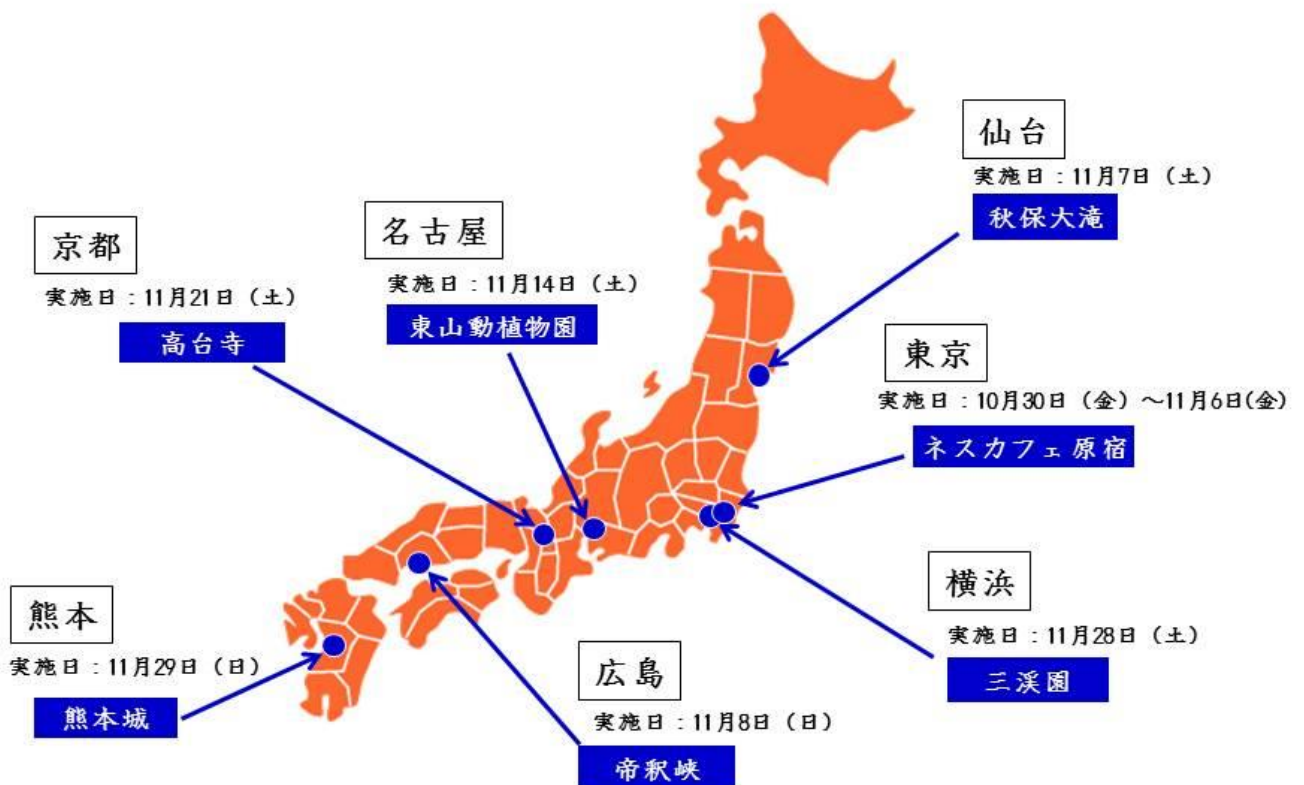 仙台
実施日：11月7日（土）
秋保大滝
京都
実施日：11月21日（土）
高台寺
名古屋
実施日：11月14日（土）
東山動植物園
東京
実施日：10月30日（金）～11月6日(金)
ネスカフェ原宿
横浜
実施日：11月28日（土）
三渓園
熊本
実施日：11月29日（日）
熊本城
広島
実施日：11月8日（日）
帝釈峡